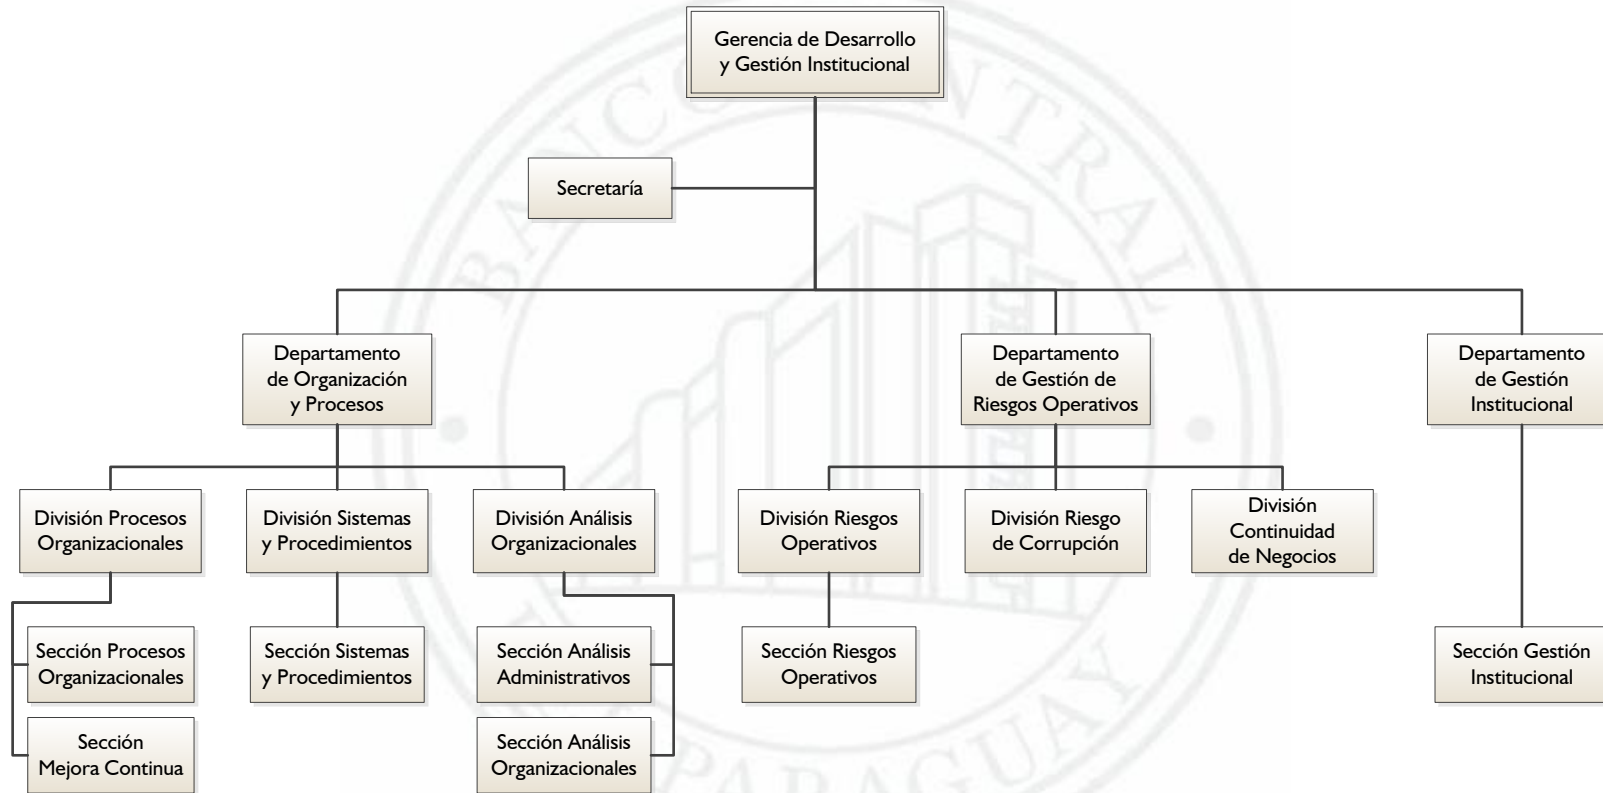 Gerencia de Desarrollo
y Gestión Institucional
Secretaría
Departamento
de Organización
y Procesos
Departamento
de Gestión de
Riesgos Operativos
Departamento
de Gestión
Institucional
División Procesos
Organizacionales
División Sistemas
y Procedimientos
División Análisis
Organizacionales
División Riesgos
Operativos
División Riesgo
de Corrupción
División
Continuidad
de Negocios
Sección Procesos
Organizacionales
Sección Sistemas
y Procedimientos
Sección Análisis
Administrativos
Sección Riesgos
Operativos
Sección Gestión
Institucional
Sección
Mejora Continua
Sección Análisis
Organizacionales
BANCO CENTRAL
PARAGUAY